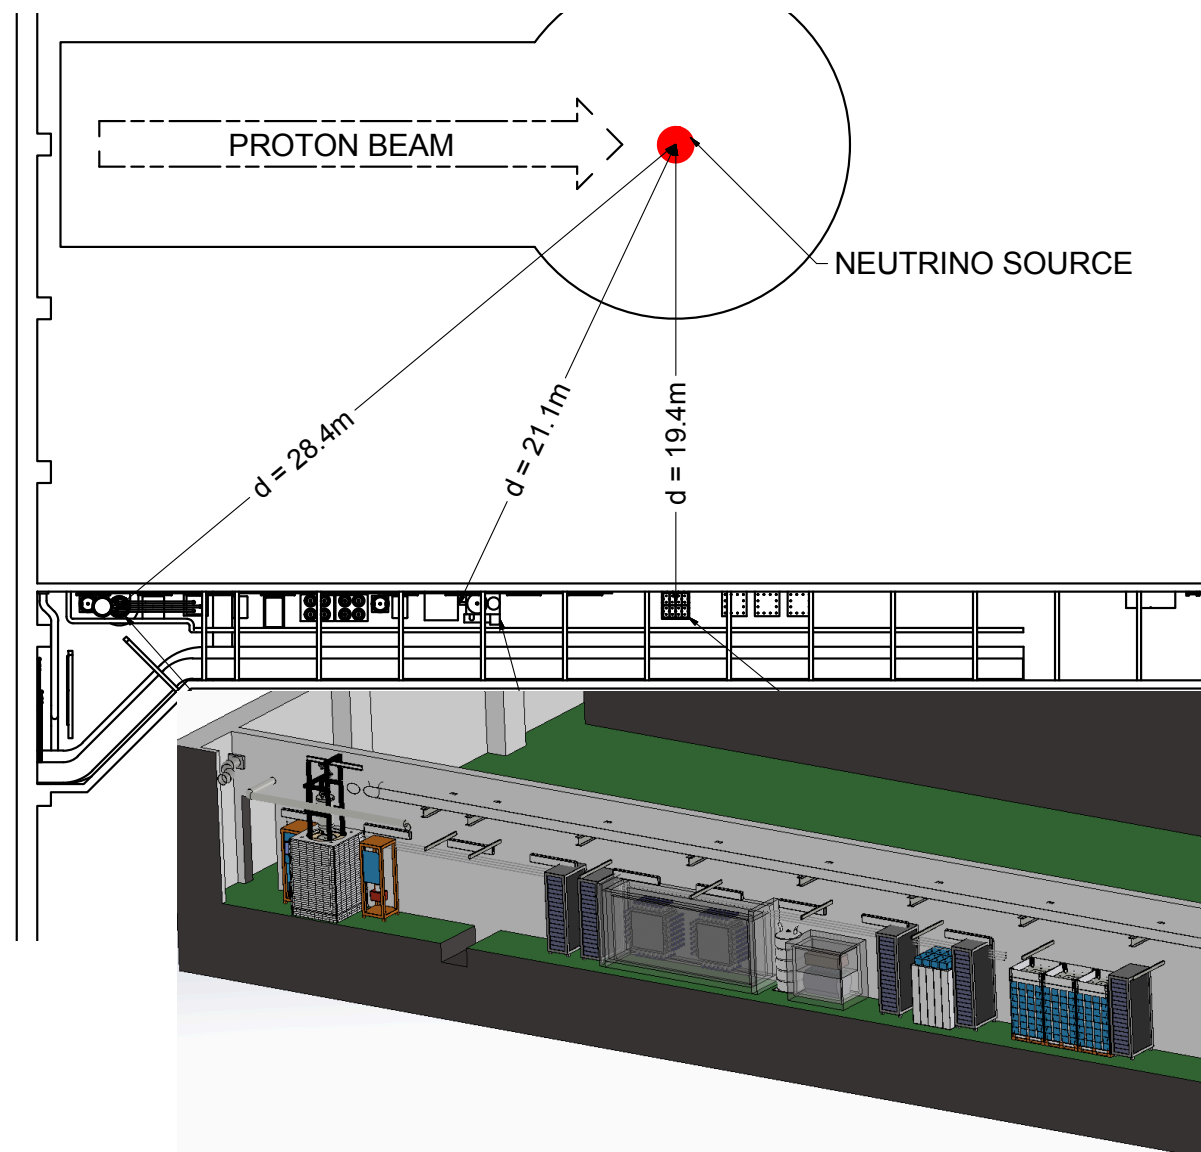 PROTON BEAM
NEUTRINO SOURCE
d = 28.4m
d = 21.1m
d = 19.4m